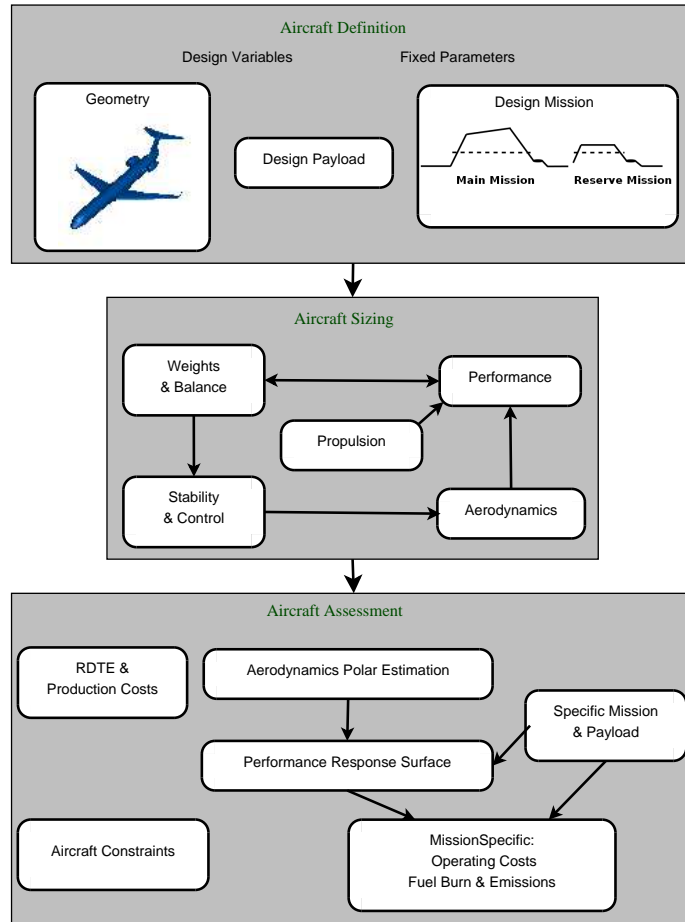 Aircraft Definition
Design Variables
Fixed Parameters
Geometry
Design Payload
Design Mission
Main Mission
Reserve Mission
Aircraft Sizing
Weights
& Balance
Performance
Propulsion
Stability
& Control
Aerodynamics
Aircraft Assessment
RDTE &
Production Costs
Aerodynamics Polar Estimation
Specific Mission
& Payload
Performance Response Surface
Aircraft Constraints
MissionSpecific:
Operating Costs
Fuel Burn & Emissions